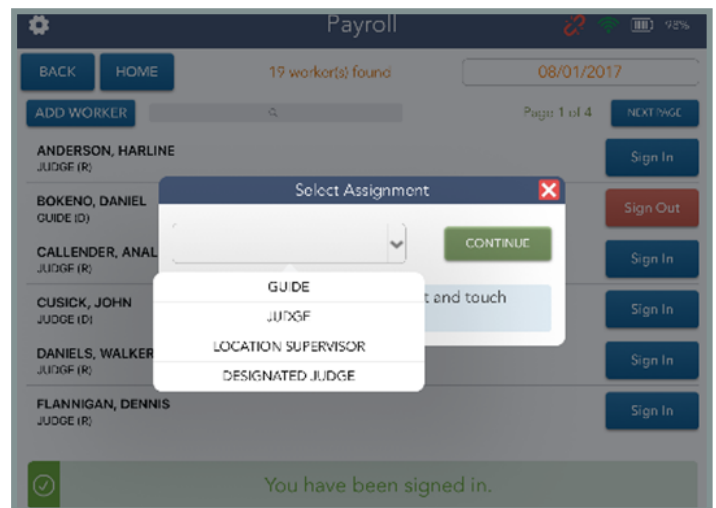 Payroll
98%
BACK HOME 19 worker(s) found 08/01/2017
ADD WORKER Page 1 of 4 NEXT PAGE
ANDERSON, HARLINE
JUDGE (R)
Sign In
Select Assignment
BOKENO, DANIEL
GUIDE (D)
Sign Out
CONTINUE
CALLENDER, ANAL
JUDGE (R)
Sign In
GUIDE
t and touch
CUSICK, JOHN
JUDGE (D)
Sign In
JUDGE
LOCATION SUPERVISOR
DANIELS, WALKER
JUDGE (R)
Sign In
DESIGNATED JUDGE
FLANNIGAN, DENNIS
JUDGE (R)
Sign In
You have been signed in.